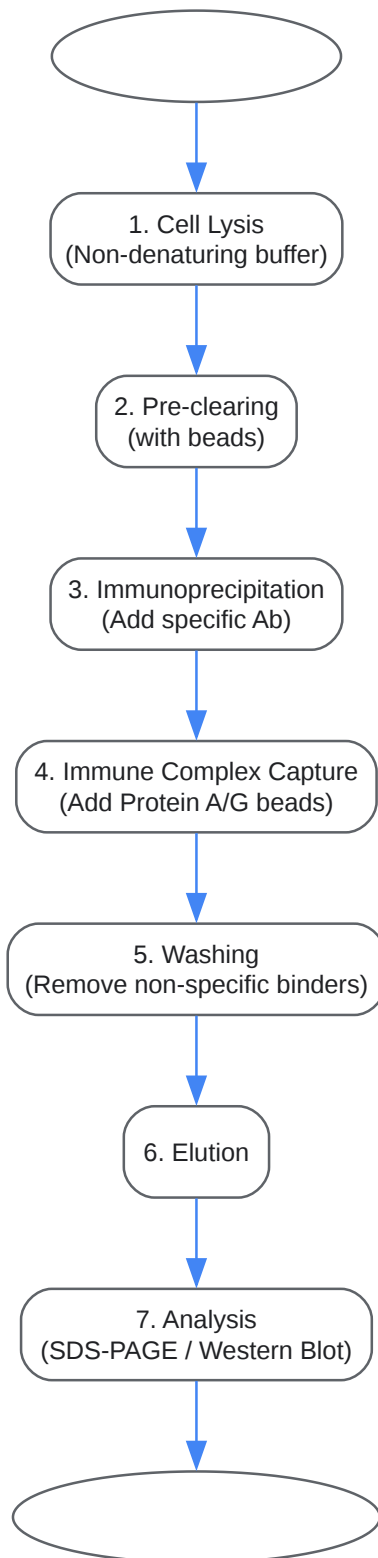 1. Cell Lysis
(Non-denaturing buffer)
2. Pre-clearing
(with beads)
3. Immunoprecipitation
(Add specific Ab)
4. Immune Complex Capture
(Add Protein A/G beads)
5. Washing
(Remove non-specific binders)
6. Elution
7. Analysis
(SDS-PAGE / Western Blot)